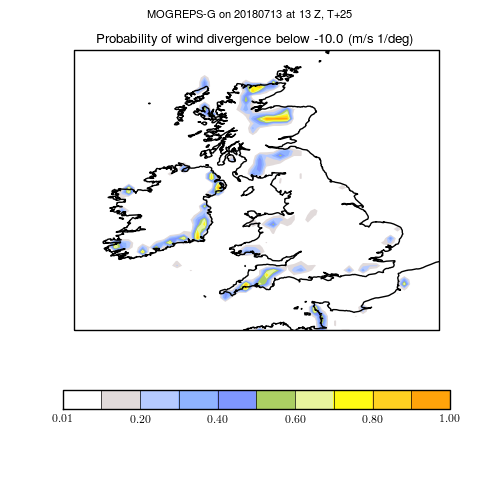 MOGREPS-G on 20180713 at 13 Z, T+25
Probability of wind divergence below -10.0 (m/s 1/deg)
0.01 0.20 0.40 0.60 0.80 1.00